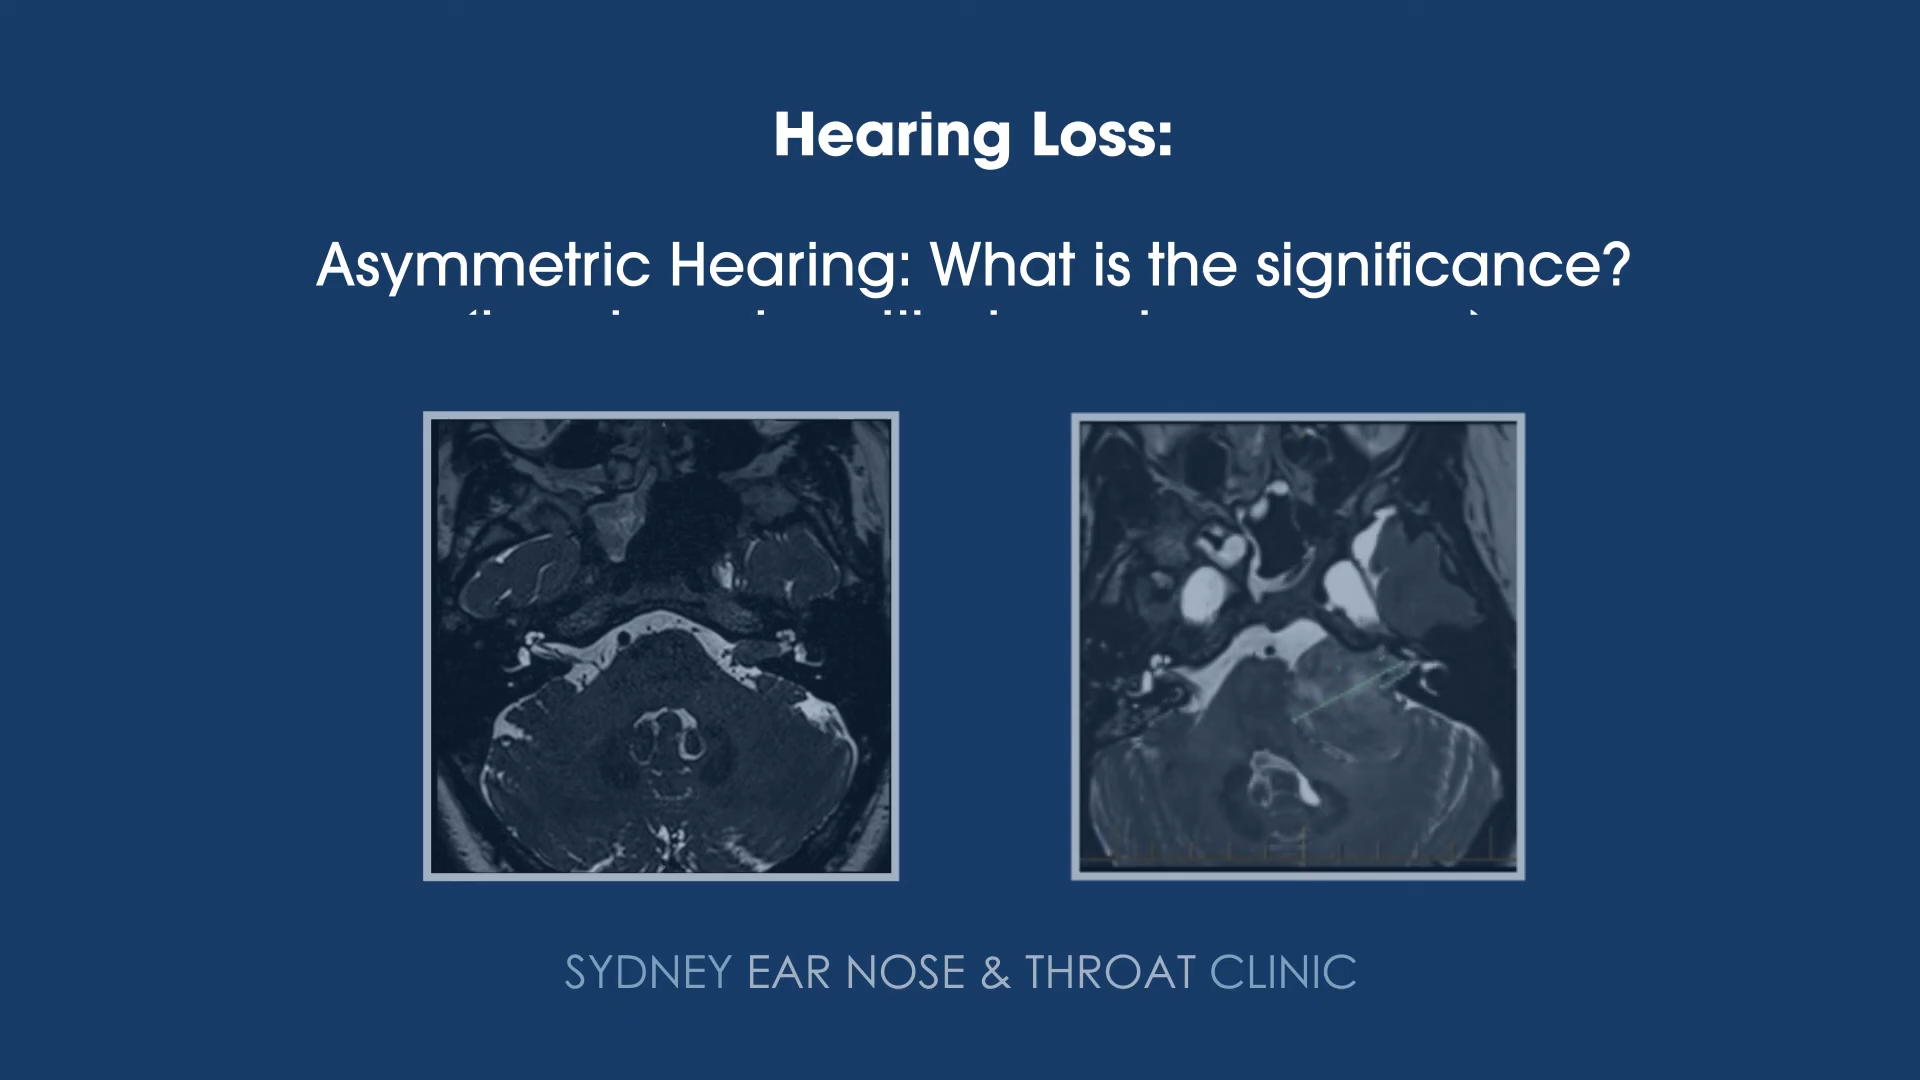 Hearing Loss:
Asymmetric Hearing: What is the significance?
SYDNEY EAR NOSE & THROAT CLINIC